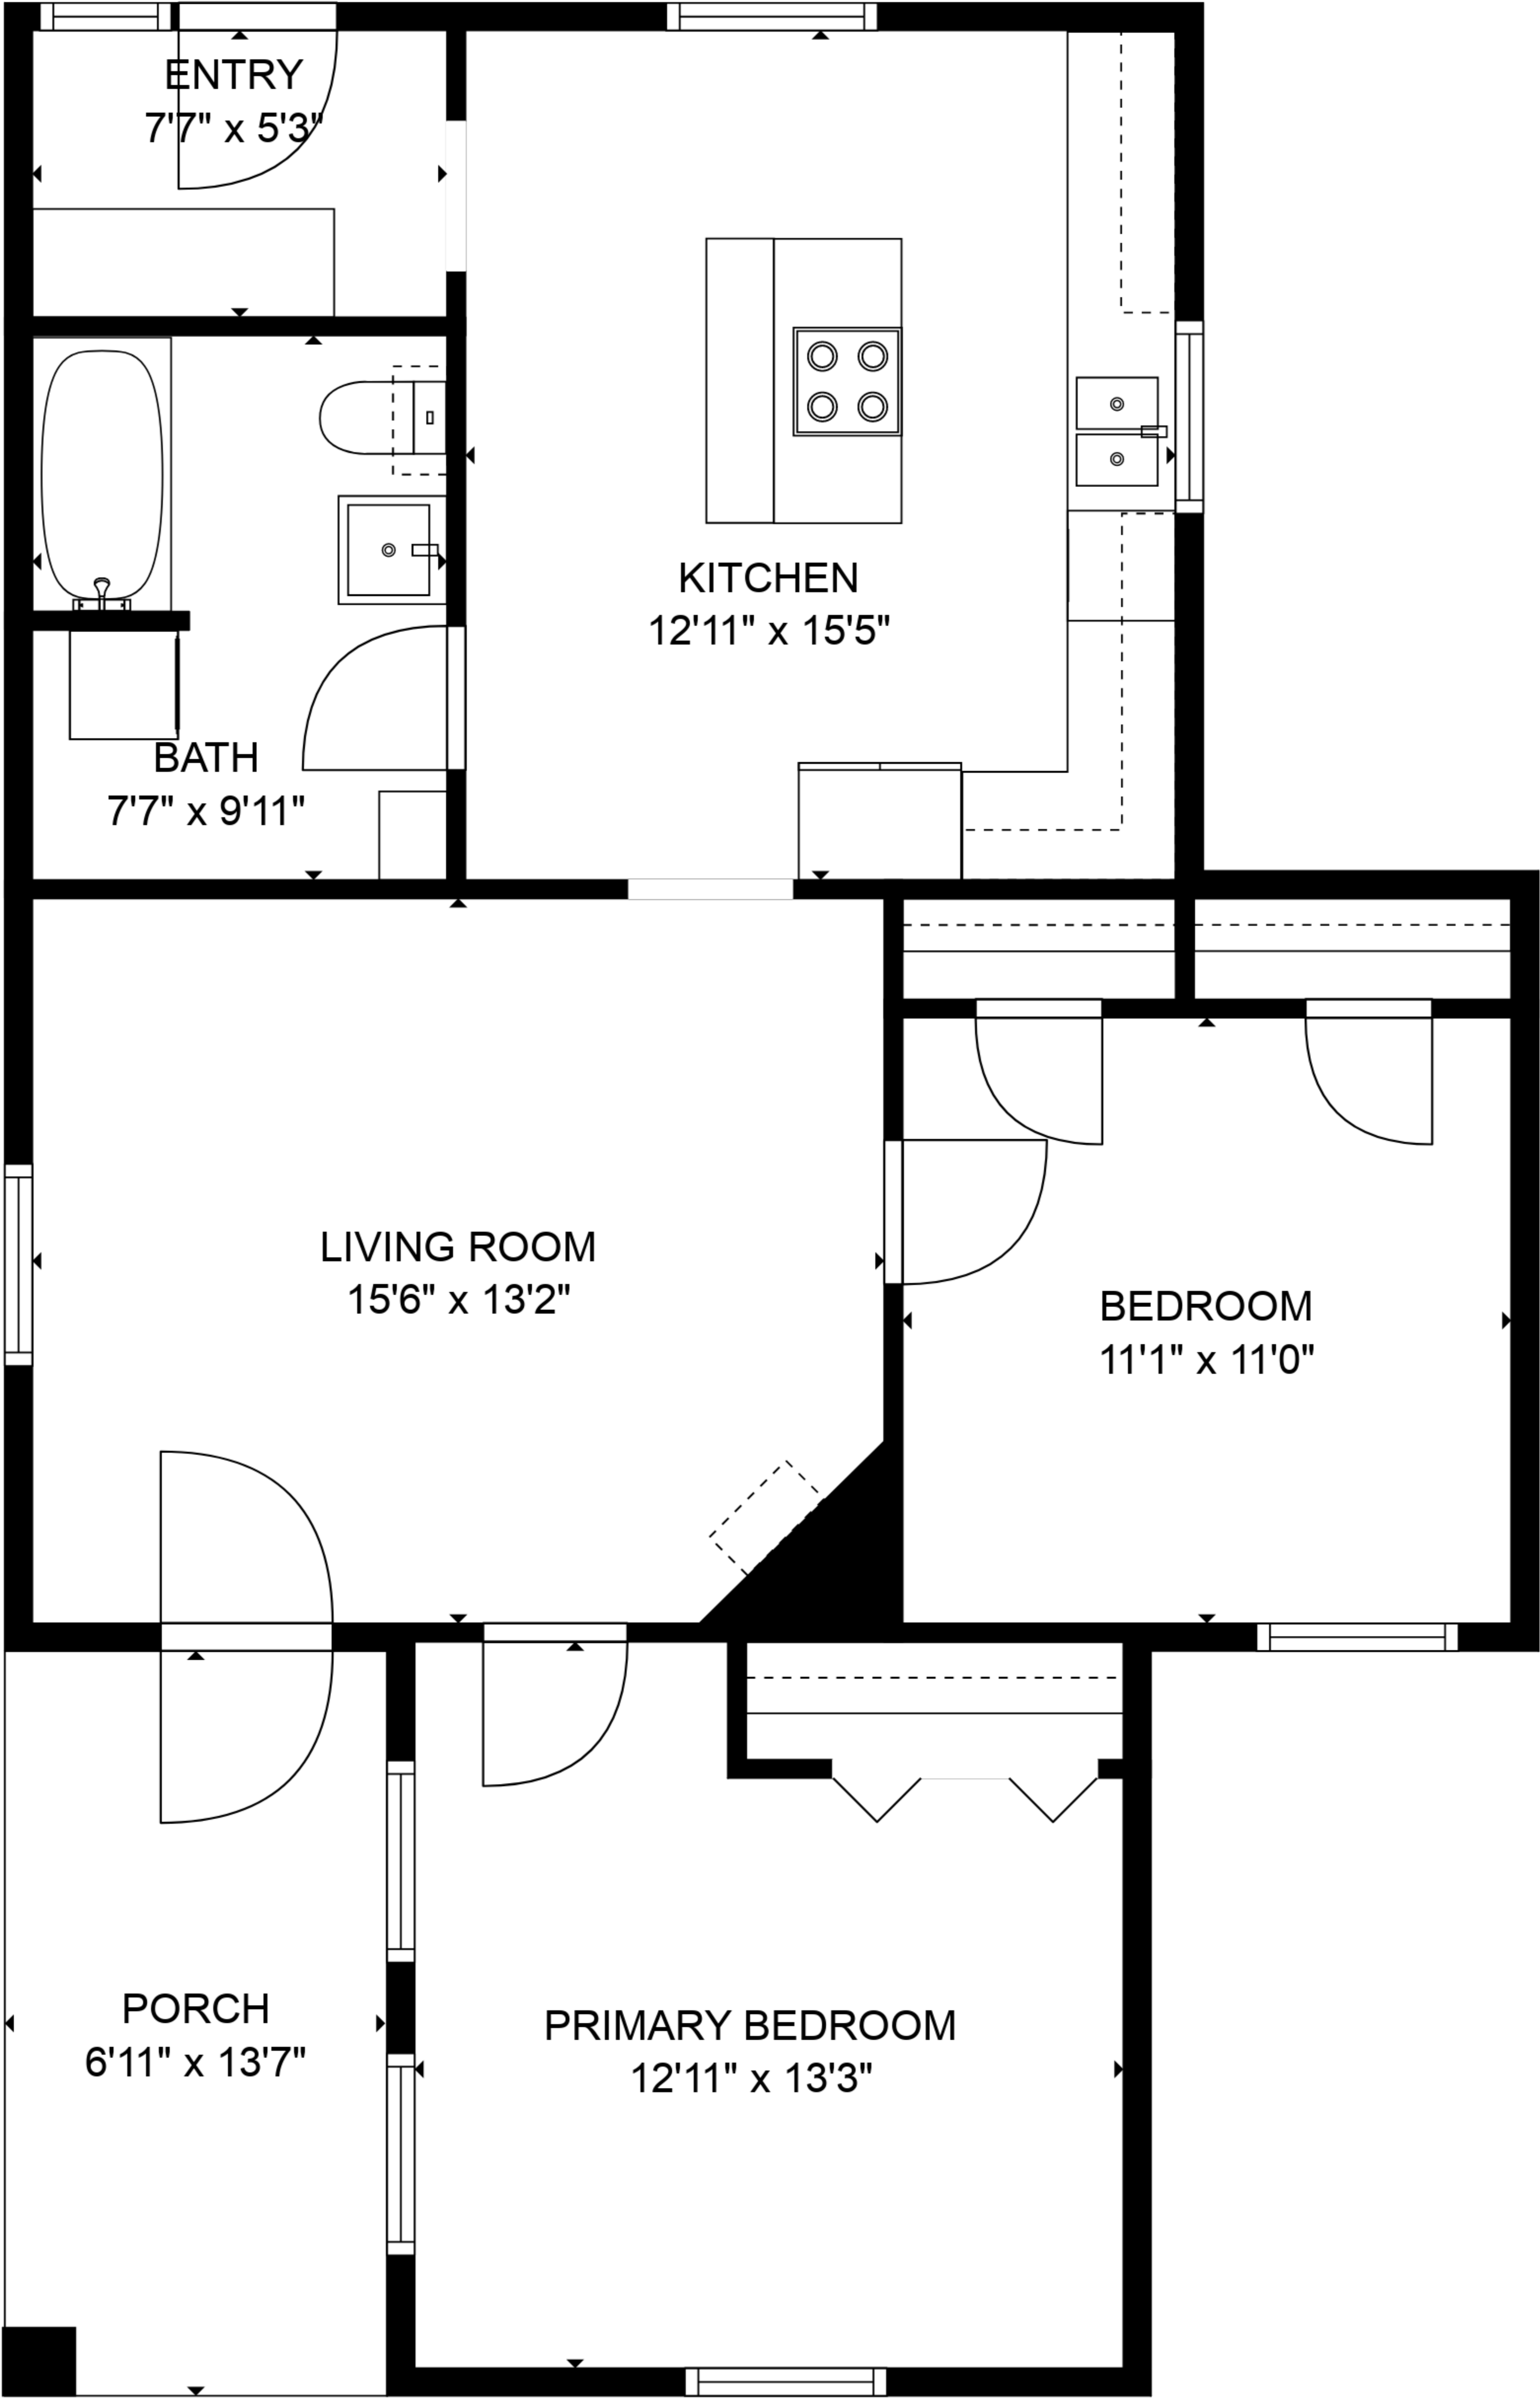 ENTRY
7'7" x 5'3"
KITCHEN
12'11" x 15'5"
BATH
7'7" x 9'11"
LIVING ROOM
15'6" x 13'2"
BEDROOM
11'1" x 11'0"
PORCH
6'11" x 13'7"
PRIMARY BEDROOM
12'11" x 13'3"